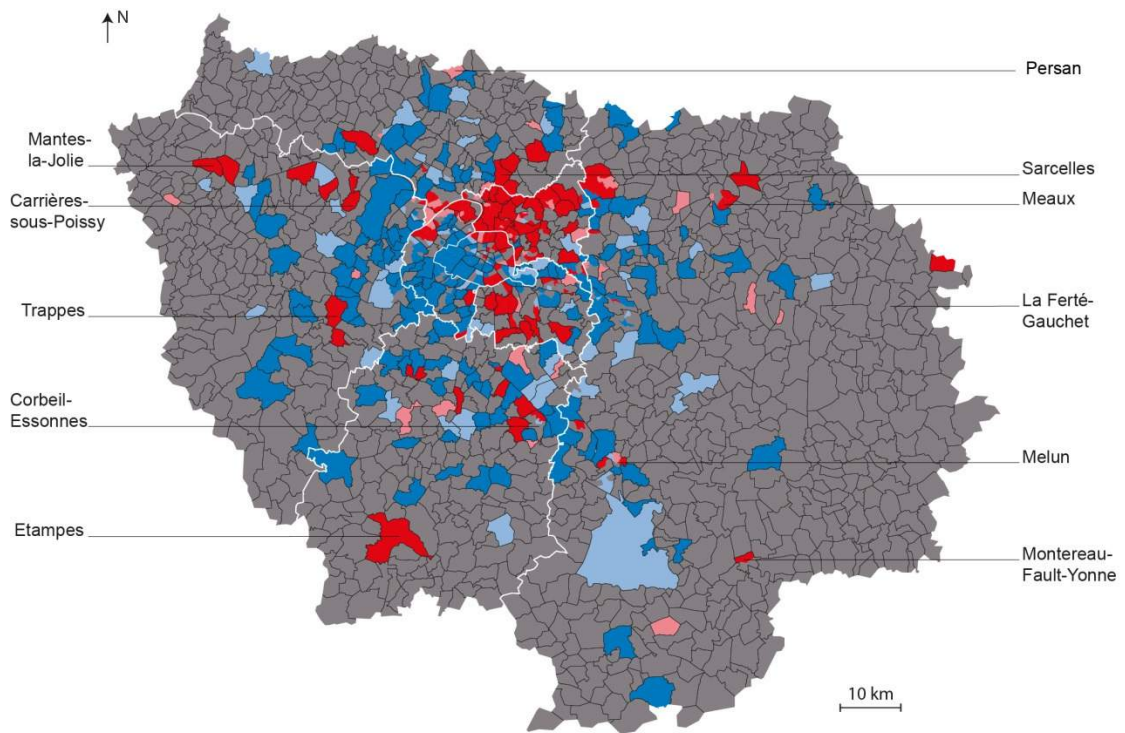 N
Persan
Mantes-
la-Jolie
Carrières-
sous-Poissy
Sarcelles
Meaux
Trappes
La Ferté-
Gauchet
Corbeil-
Essonnes
Melun
Etampes
Montereau-
Fault-Yonne
10 km